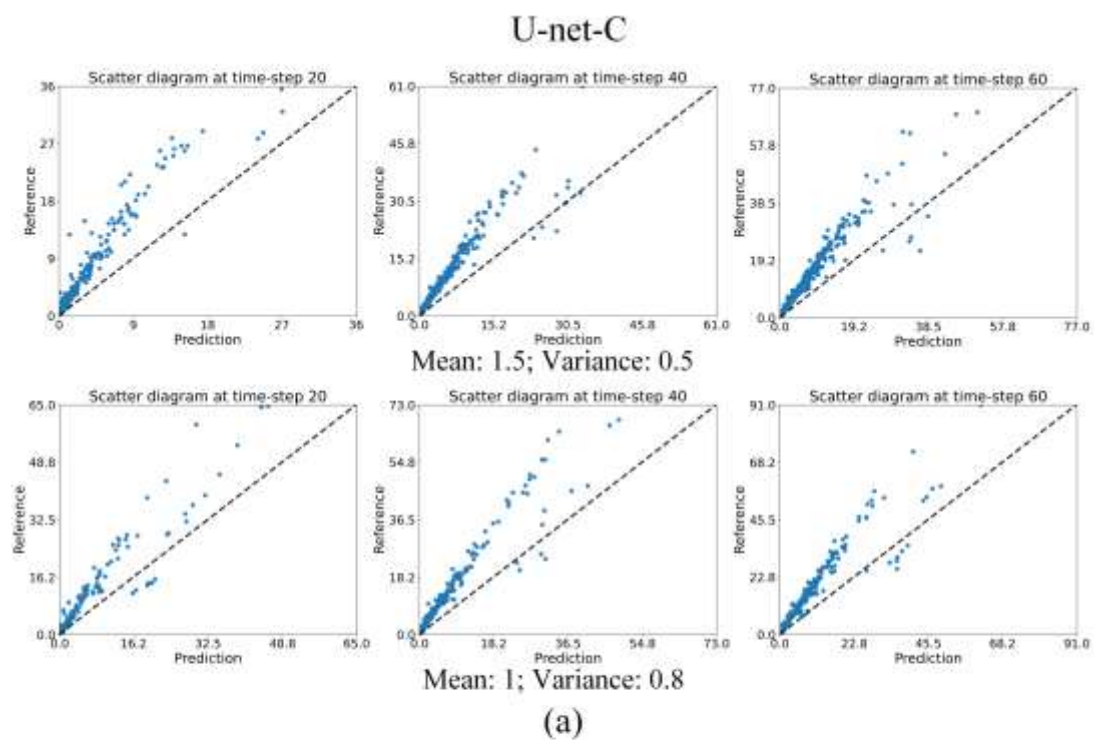 U-net-C
Scatter diagram at time-step 20 Scatter diagram at time-step 40 Scatter diagram at time-step 60
36 61.0 77.0
27 45.8 57.8
18 30.5 38.5
9 15.2 19.2
0 0.0 0.0
Reference Reference Reference
0 9 18 27 36 0.0 15.2 30.5 45.8 61.0 0.0 19.2 38.5 57.8 77.0
Prediction Prediction Prediction
Mean: 1.5; Variance: 0.5
Scatter diagram at time-step 20 Scatter diagram at time-step 40 Scatter diagram at time-step 60
65.0 73.0 91.0
48.8 54.8 68.2
32.5 36.5 45.5
16.2 18.2 22.8
0.0 0.0 0.0
Reference Reference Reference
0.0 16.2 32.5 48.8 65.0 0.0 18.2 36.5 54.8 73.0 0.0 22.8 45.5 68.2 91.0
Prediction Prediction Prediction
Mean: 1; Variance: 0.8
(a)